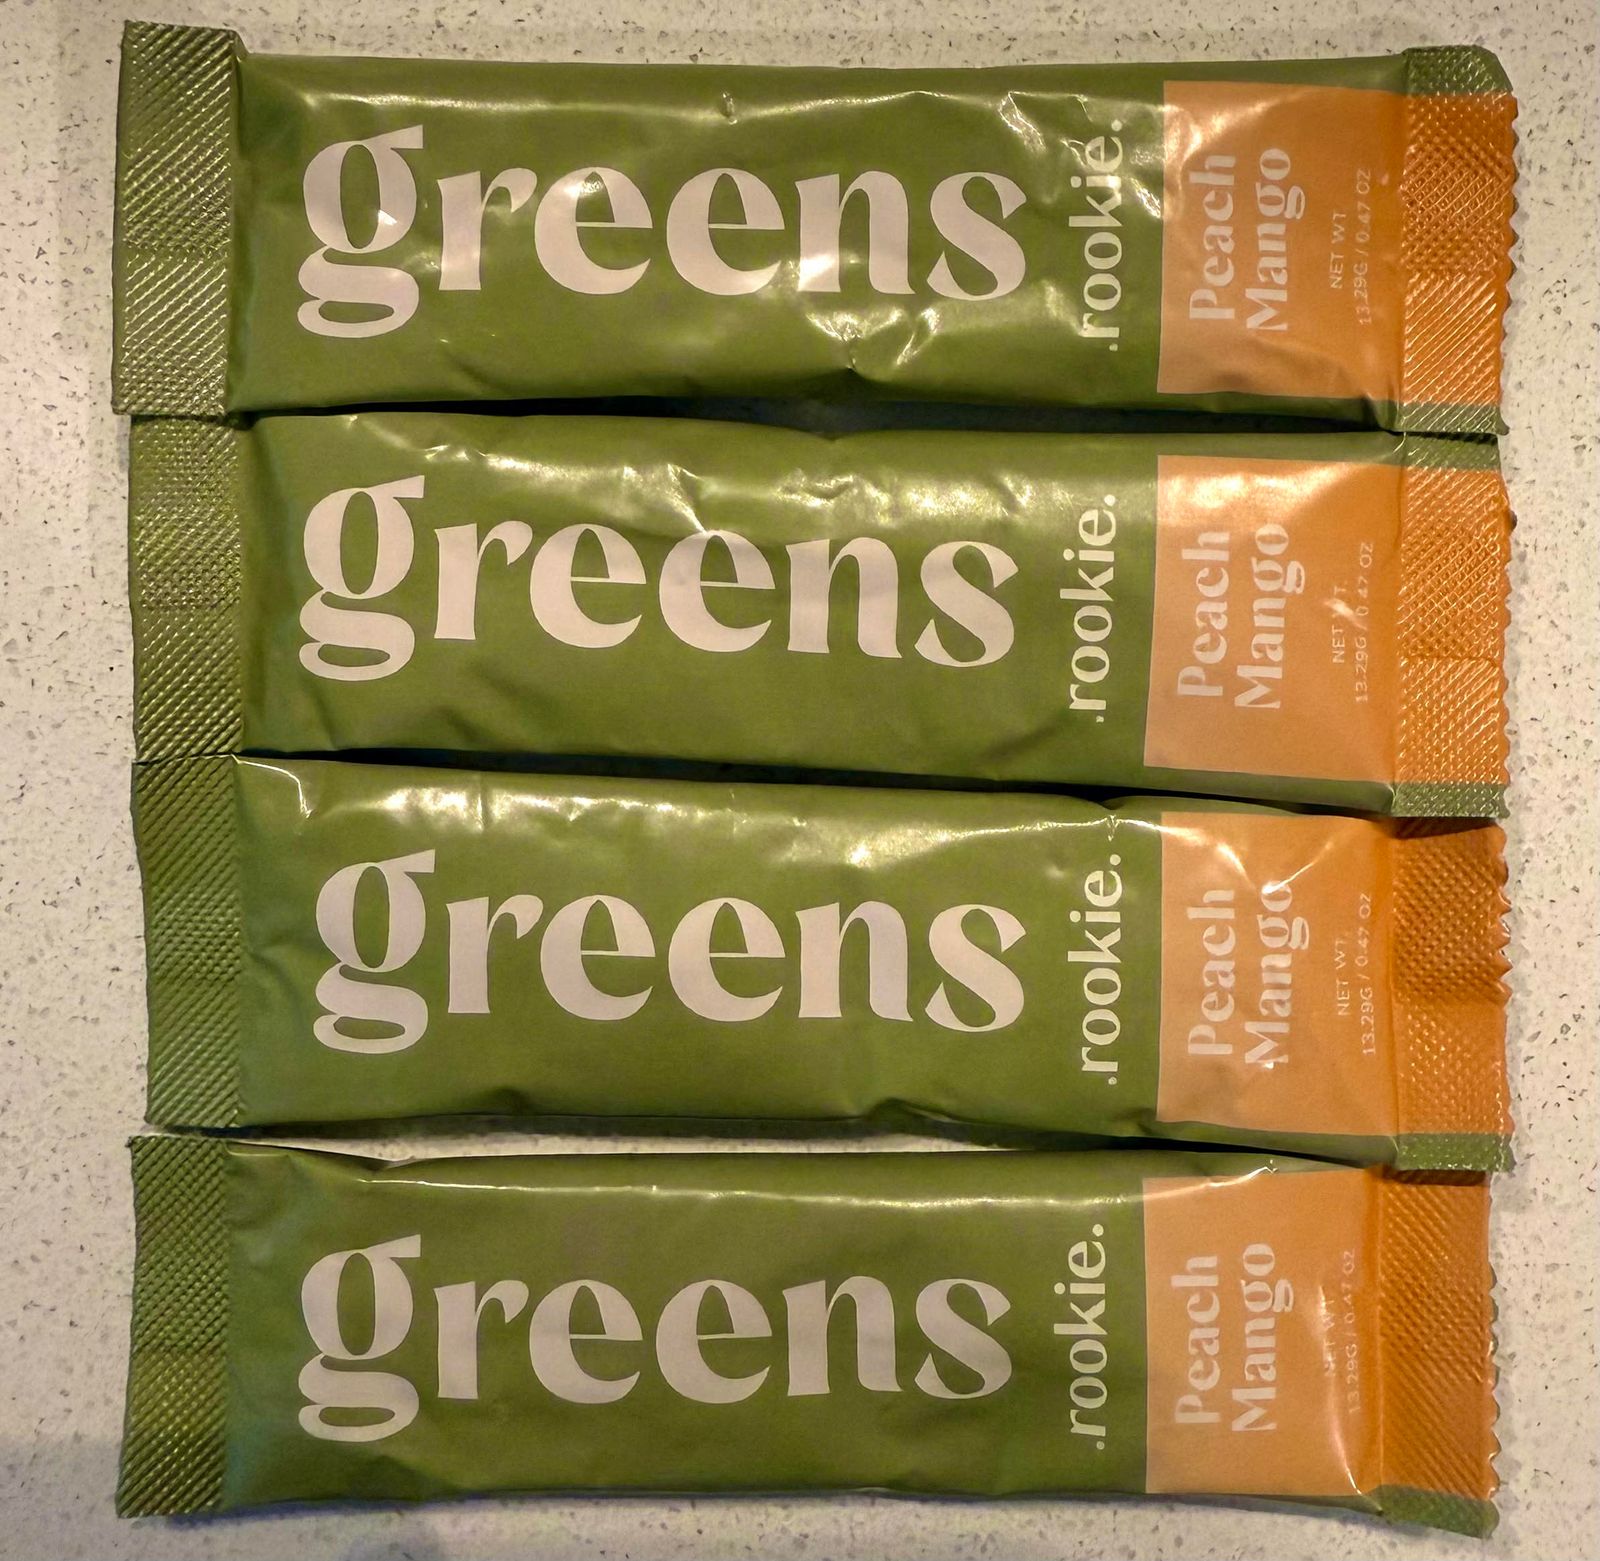 greens
.rookie.
Peach
Mango
NET WT.
13.29G / 0.47 OZ
greens
.rookie.
Peach
Mango
NET WT.
13.29G / 0.47 OZ
greens
.rookie.
Peach
Mango
NET WT.
13.29G / 0.47 OZ
greens
.rookie.
Peach
Mango
NET WT.
13.29G / 0.47 OZ